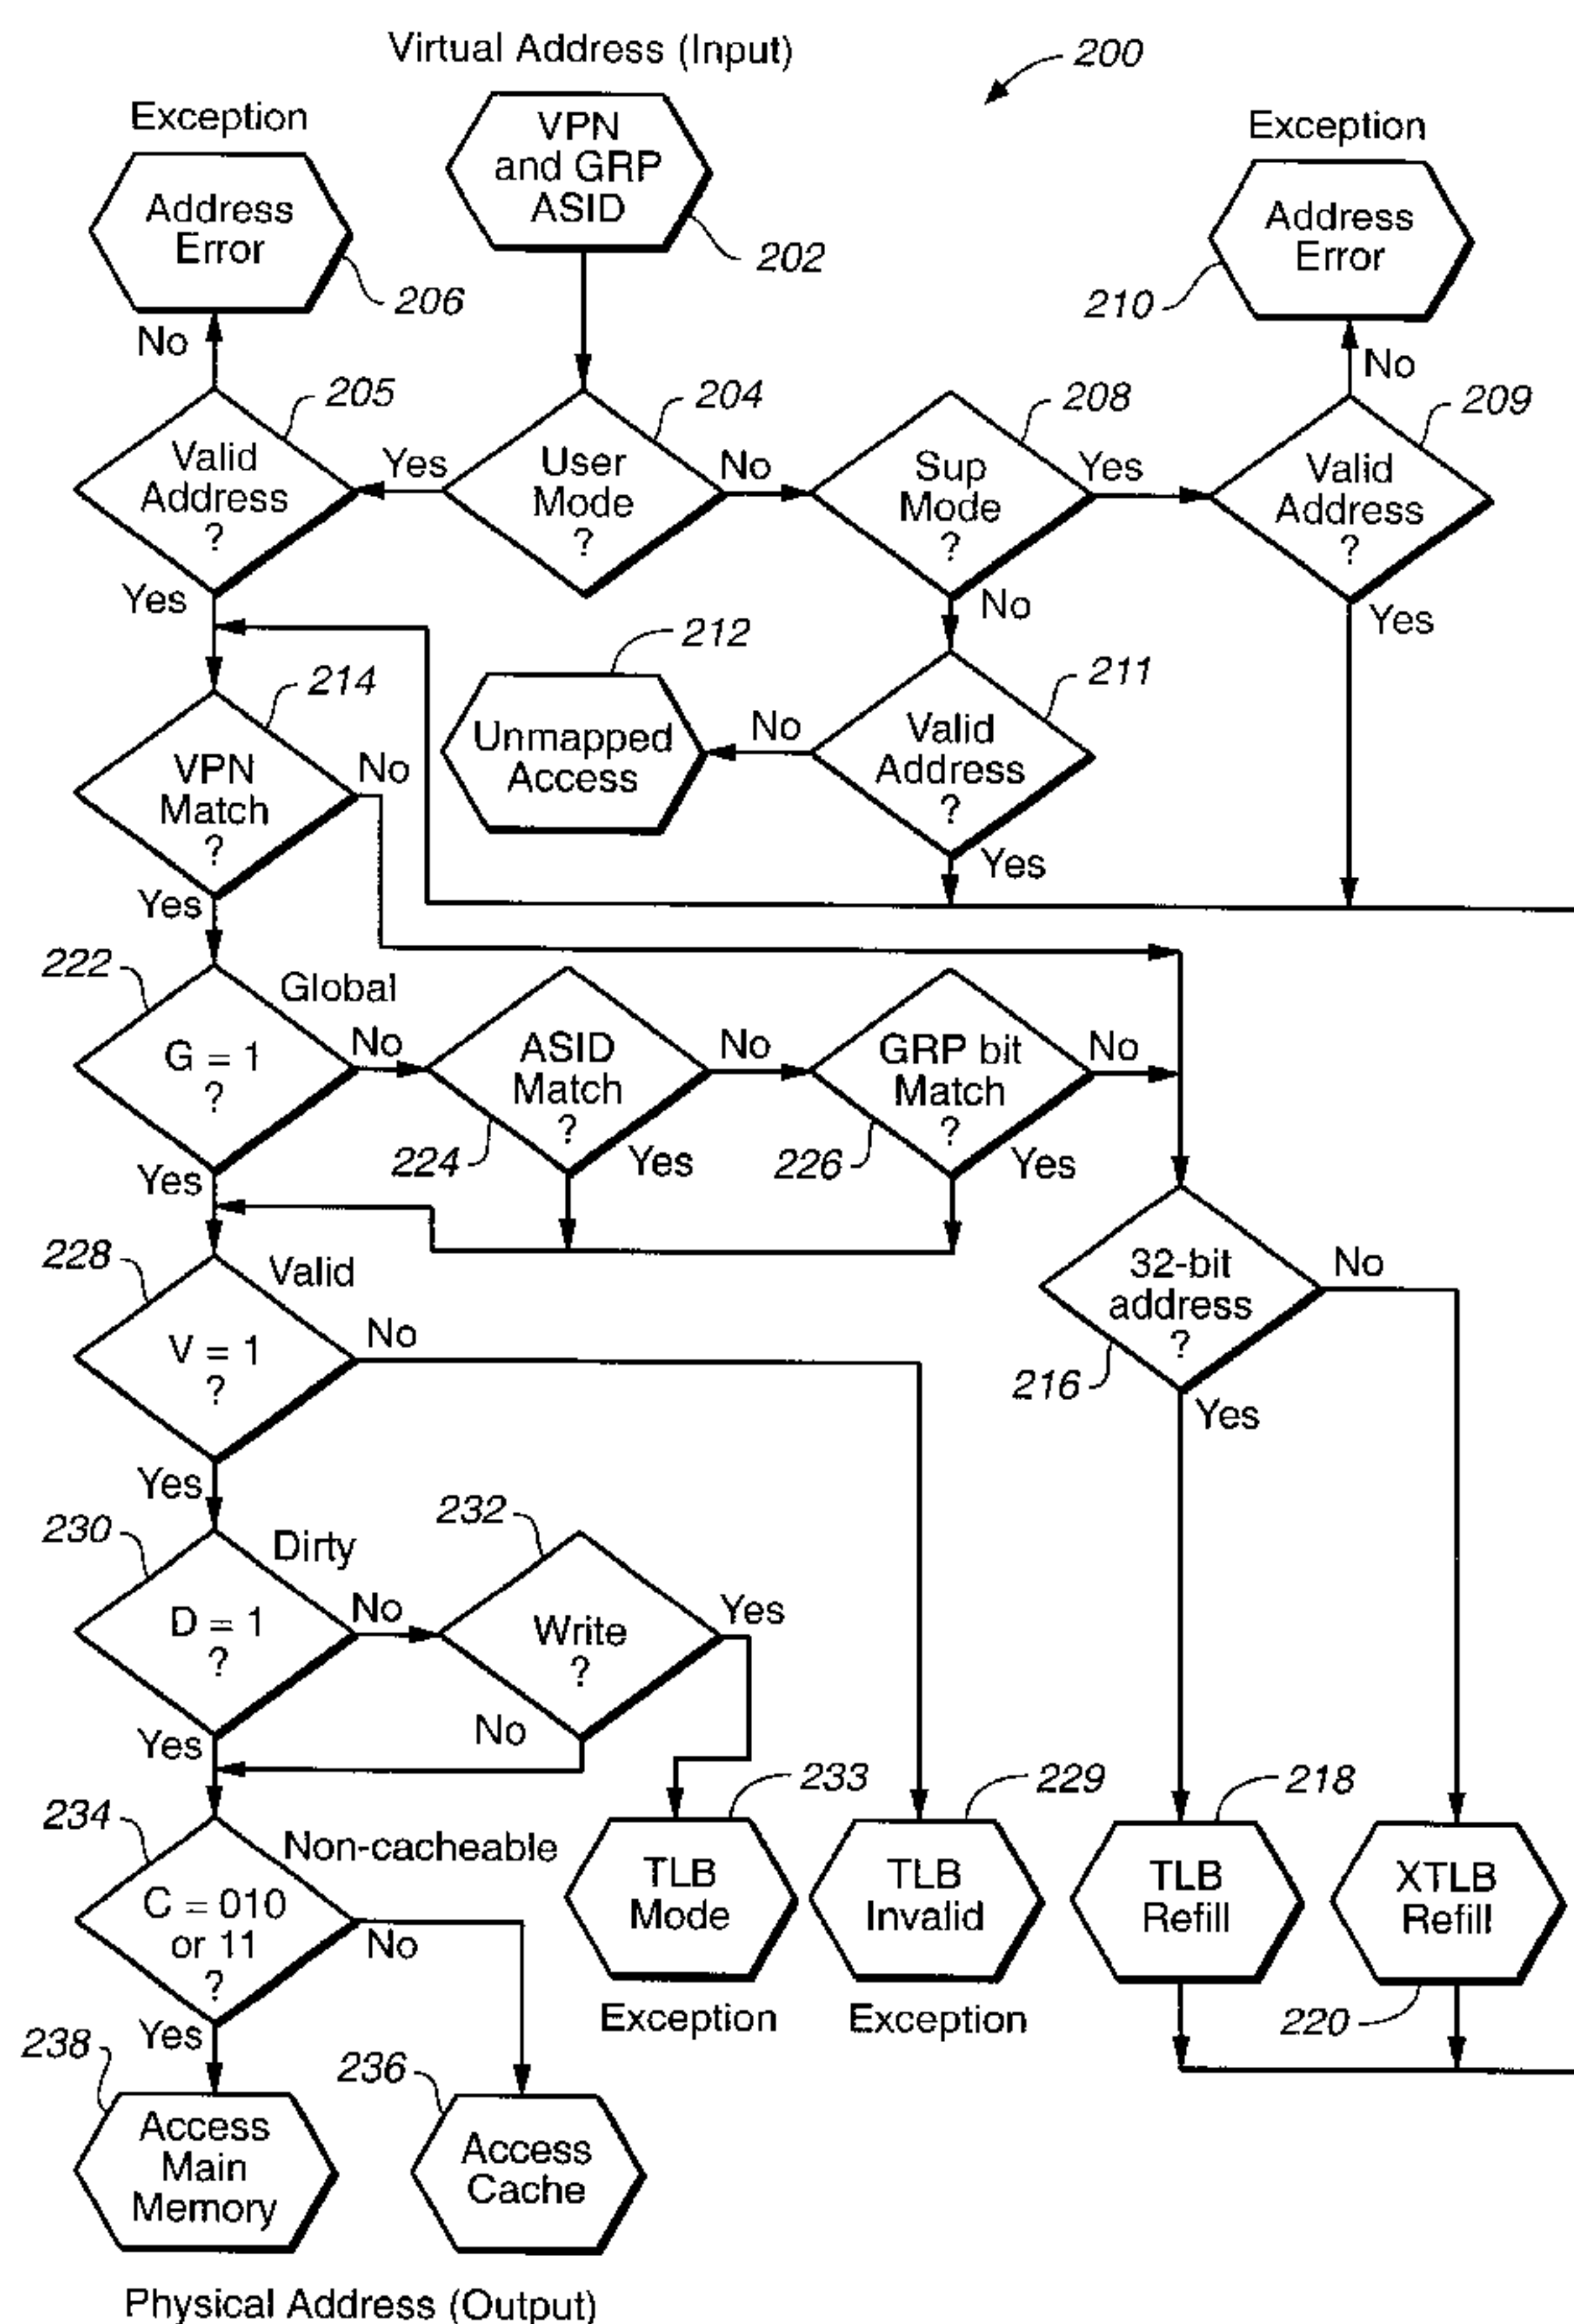 Virtual Address (Input)
200
Exception
VPN
and GRP
ASID
202
Exception
Address
Error
206
Address
Error
210
No
No
205
204
208
209
Valid
Address
?
Yes
User
Mode
?
No
Sup
Mode
?
Yes
Valid
Address
?
Yes
No
Yes
212
214
211
Unmapped
Access
No
Valid
Address
?
VPN
Match
?
No
Yes
Yes
222
Global
G = 1
?
No
ASID
Match
?
No
GRP bit
Match
?
No
224
Yes
226
Yes
Yes
228
Valid
V = 1
?
No
32-bit
address
?
No
216
Yes
Yes
230
Dirty
232
D = 1
?
No
Write
?
Yes
No
Yes
233
229
218
234
Non-cacheable
C = 010
or 11
?
No
TLB
Mode
TLB
Invalid
TLB
Refill
XTLB
Refill
Exception
Exception
220
Yes
238
236
Access
Main
Memory
Access
Cache
Physical Address (Output)